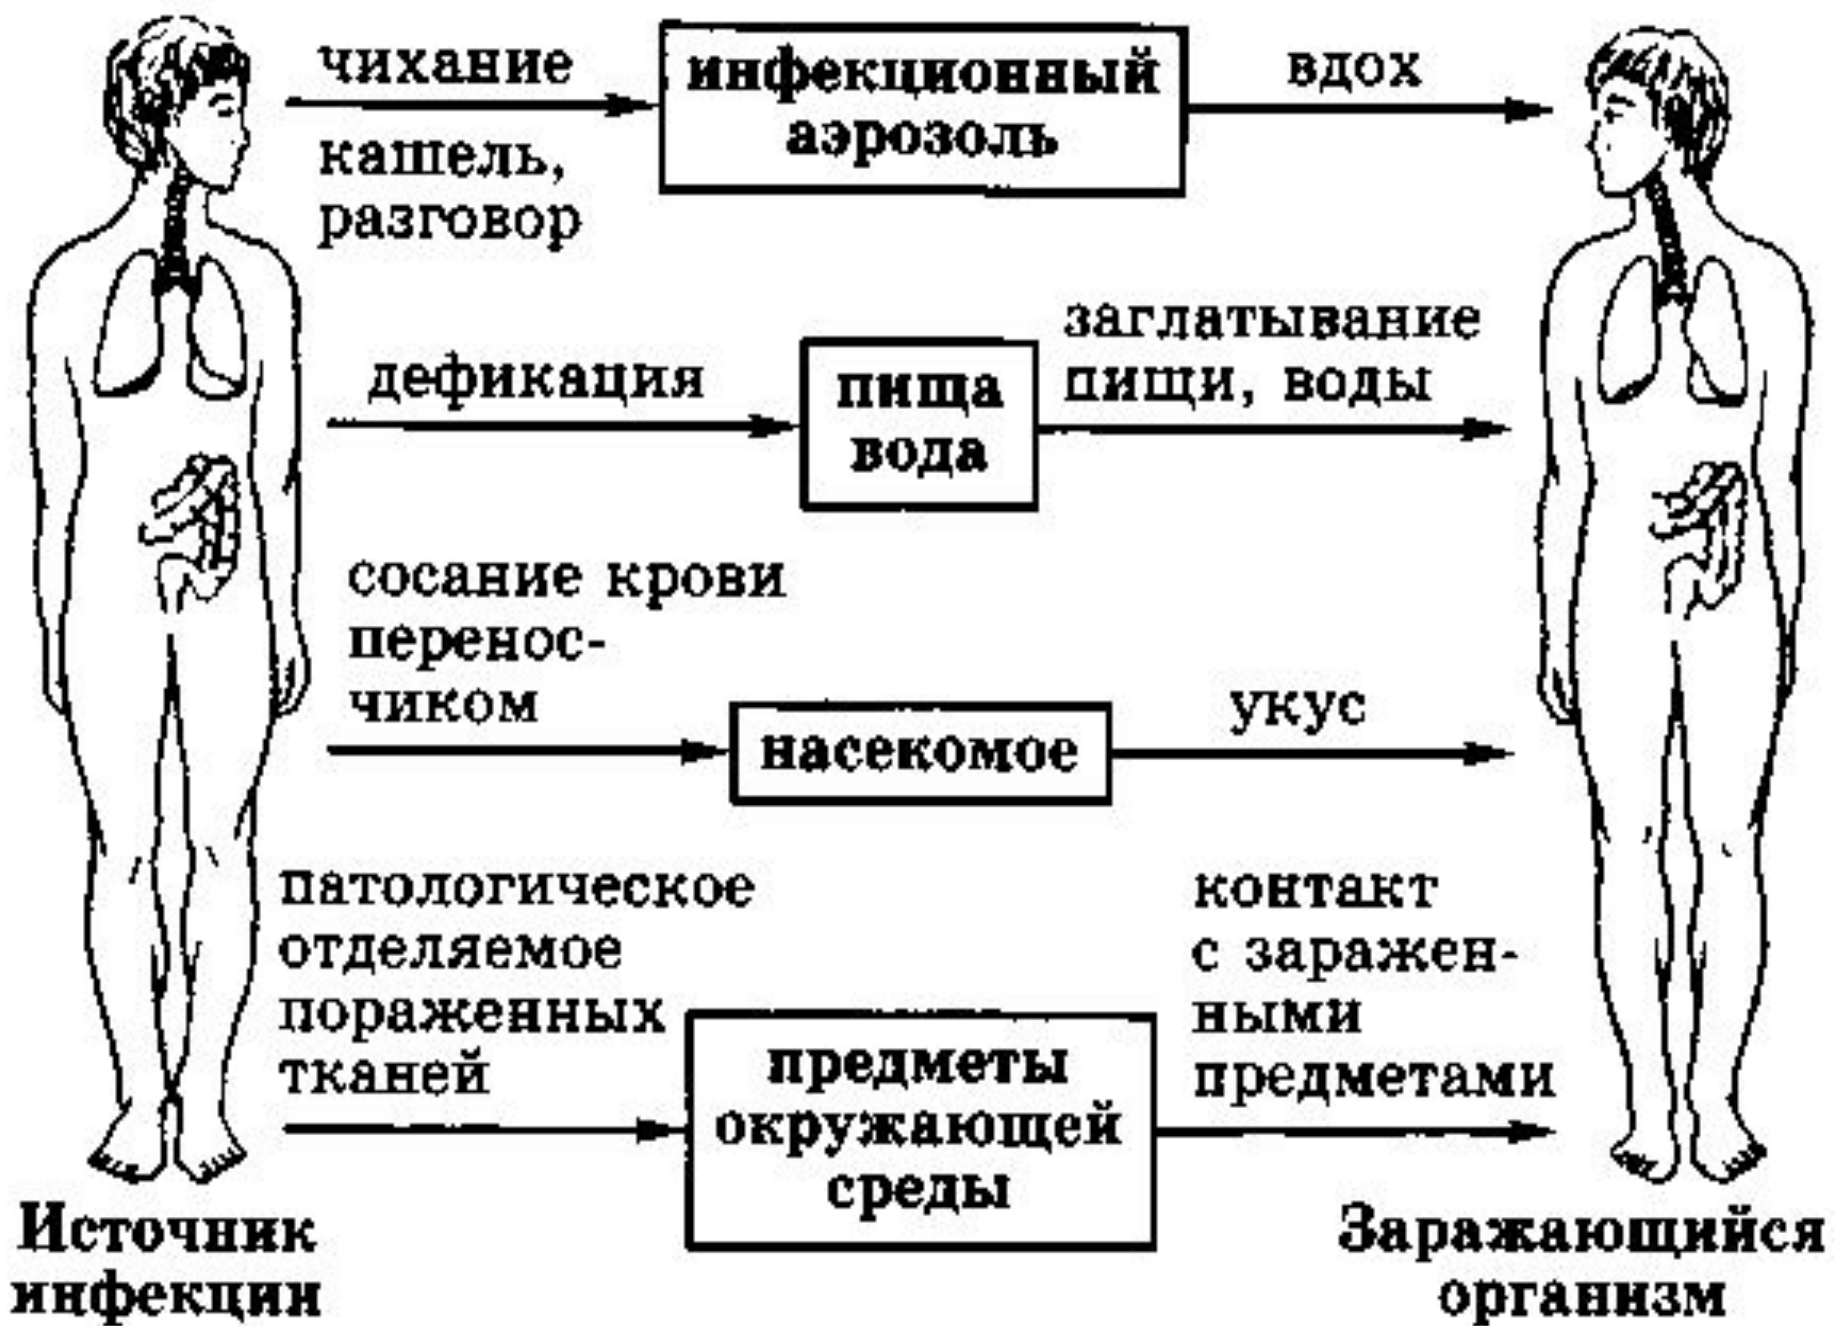 чихание
кашель,
разговор
инфекционный
аэрозоль
вдох
дефикация
пища
вода
заглатывание
пищи, воды
сосание крови
перенос-
чиком
насекомое
укус
патологическое
отделяемое
пораженных
тканей
предметы
окружающей
среды
контакт
с заражен-
ными
предметами
Источник
инфекции
Заражающийся
организм